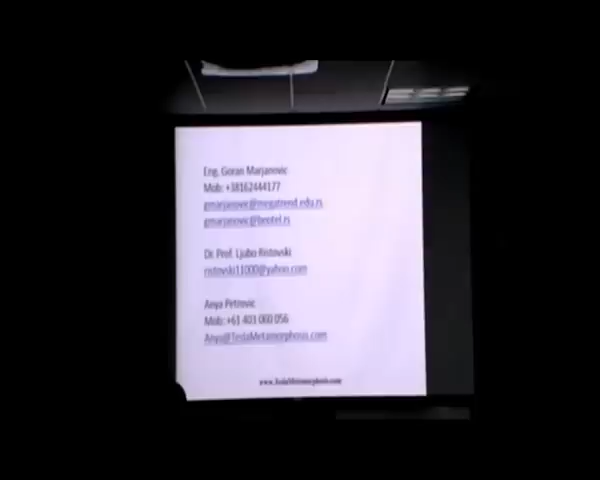 Eng. Goran Marjanovic
Mob: +38162444177
gmarjanovic@megatrend.edu.rs
gmarjanovic@beotel.rs
Dr. Prof. Ljubo Ristovski
ristovski11000@yahoo.com
Anya Petrovic
Mob: +61 401 060 056
Anya@TeslaMetamorphosis.com
www.TeslaMetamorphosis.com